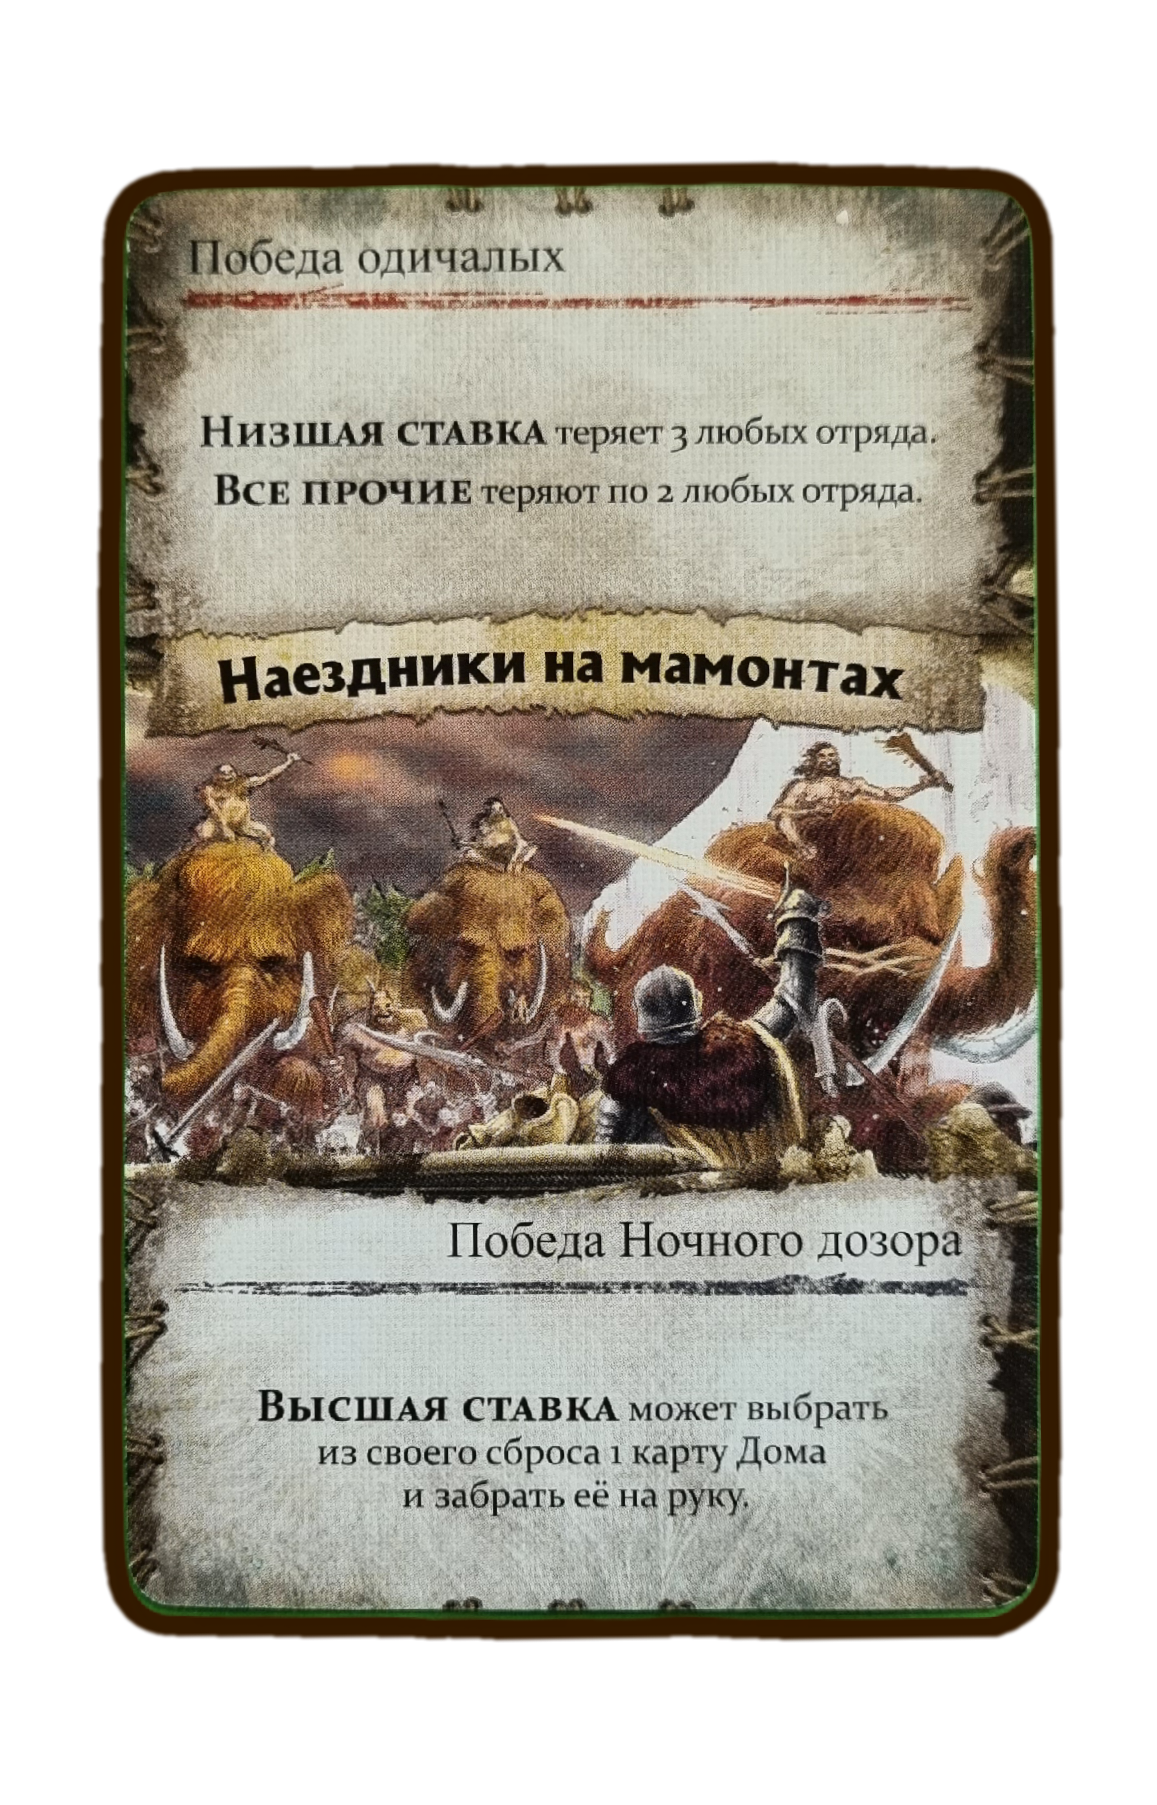 Победа одичалых
Низшая ставка теряет 3 любых отряда.
Все прочие теряют по 2 любых отряда.
Наездники на мамонтах
Победа Ночного дозора
Высшая ставка может выбрать
из своего сброса 1 карту Дома
и забрать её на руку.